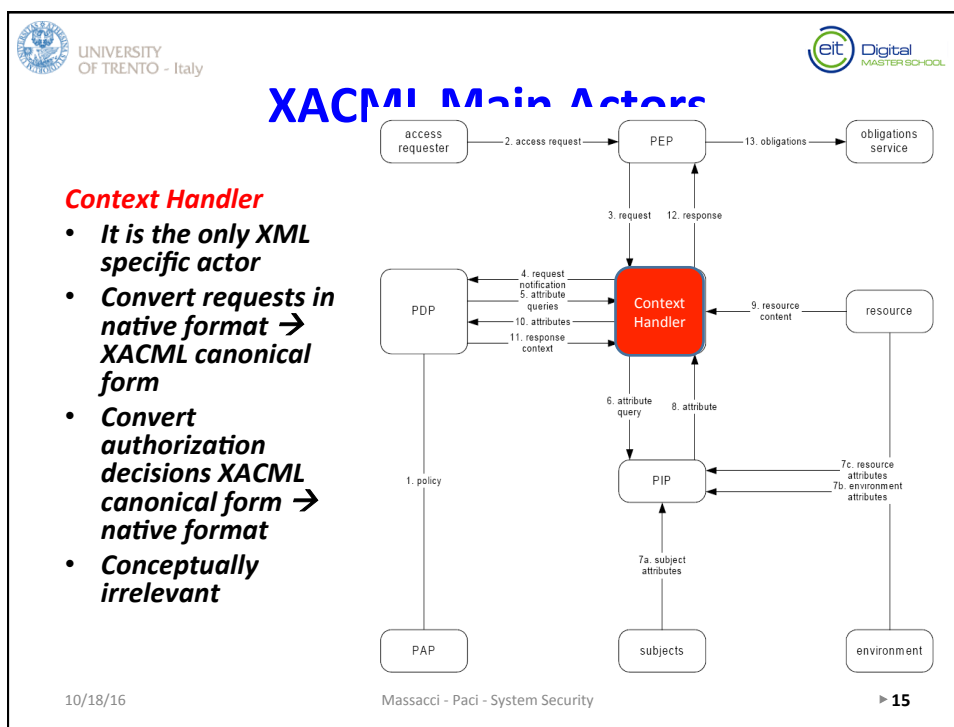 UNIVERSITY
OF TRENTO - Italy
eit Digital
MASTER SCHOOL
XACML Main Actors
Context Handler
• It is the only XML
specific actor
• Convert requests in
native format →
XACML canonical
form
• Convert
authorization
decisions XACML
canonical form →
native format
• Conceptually
irrelevant
access
requester
2. access request
PEP
13. obligations
obligations
service
3. request
12. response
PDP
4. request
notification
5. attribute
queries
10. attributes
11. response
context
Context
Handler
9. resource
content
resource
6. attribute
query
8. attribute
1. policy
PIP
7c. resource
attributes
7b. environment
attributes
7a. subject
attributes
PAP
subjects
environment
10/18/16
Massacci - Paci - System Security
15